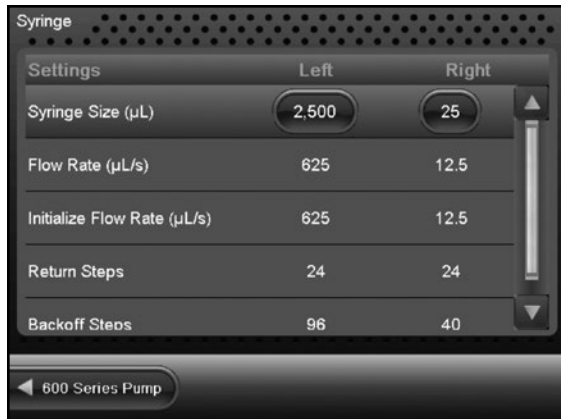 Syringe
Settings Left Right
Syringe Size (µL) 2,500 25
Flow Rate (µL/s) 625 12.5
Initialize Flow Rate (µL/s) 625 12.5
Return Steps 24 24
Backoff Steps 96 40
600 Series Pump